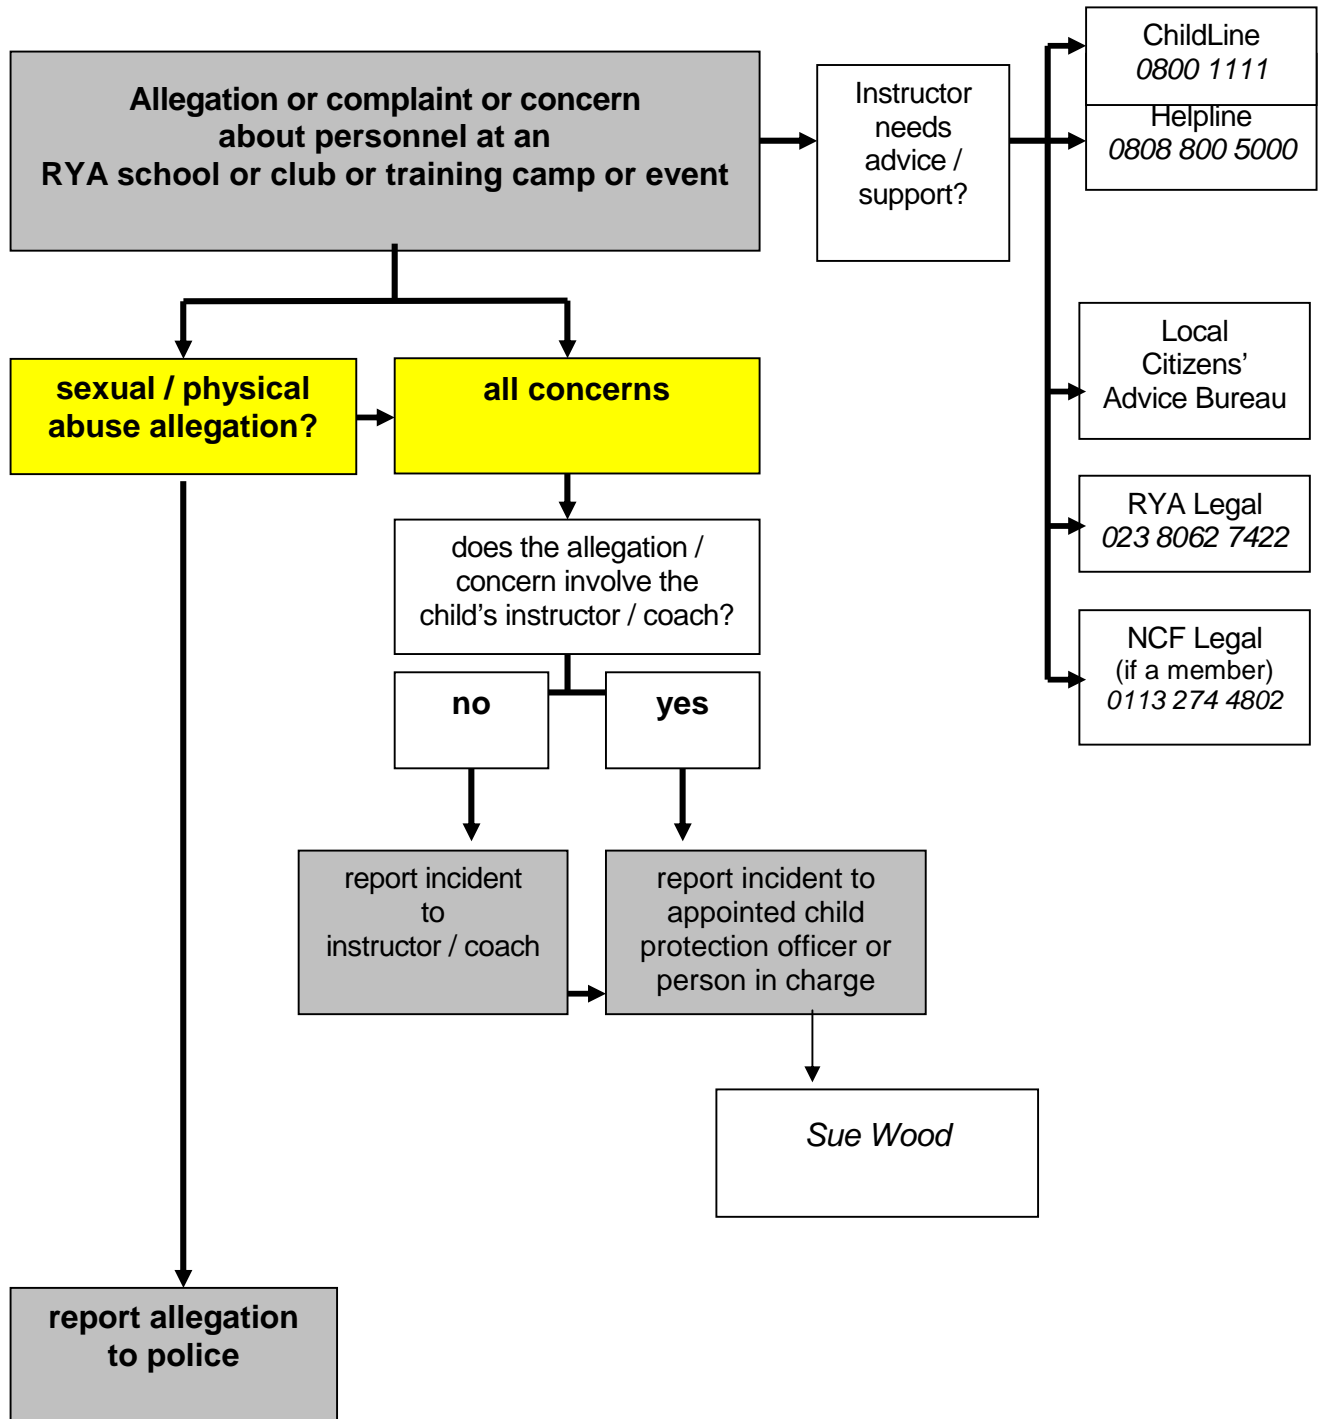 Allegation or complaint or concern
about personnel at an
RYA school or club or training camp or event
Instructor
needs
advice /
support?
ChildLine
0800 1111
Helpline
0808 800 5000
Local
Citizens’
Advice Bureau
RYA Legal
023 8062 7422
NCF Legal
(if a member)
0113 274 4802
sexual / physical
abuse allegation?
all concerns
does the allegation /
concern involve the
child’s instructor / coach?
no
yes
report incident
to
instructor / coach
report incident to
appointed child
protection officer or
person in charge
Sue Wood
report allegation
to police